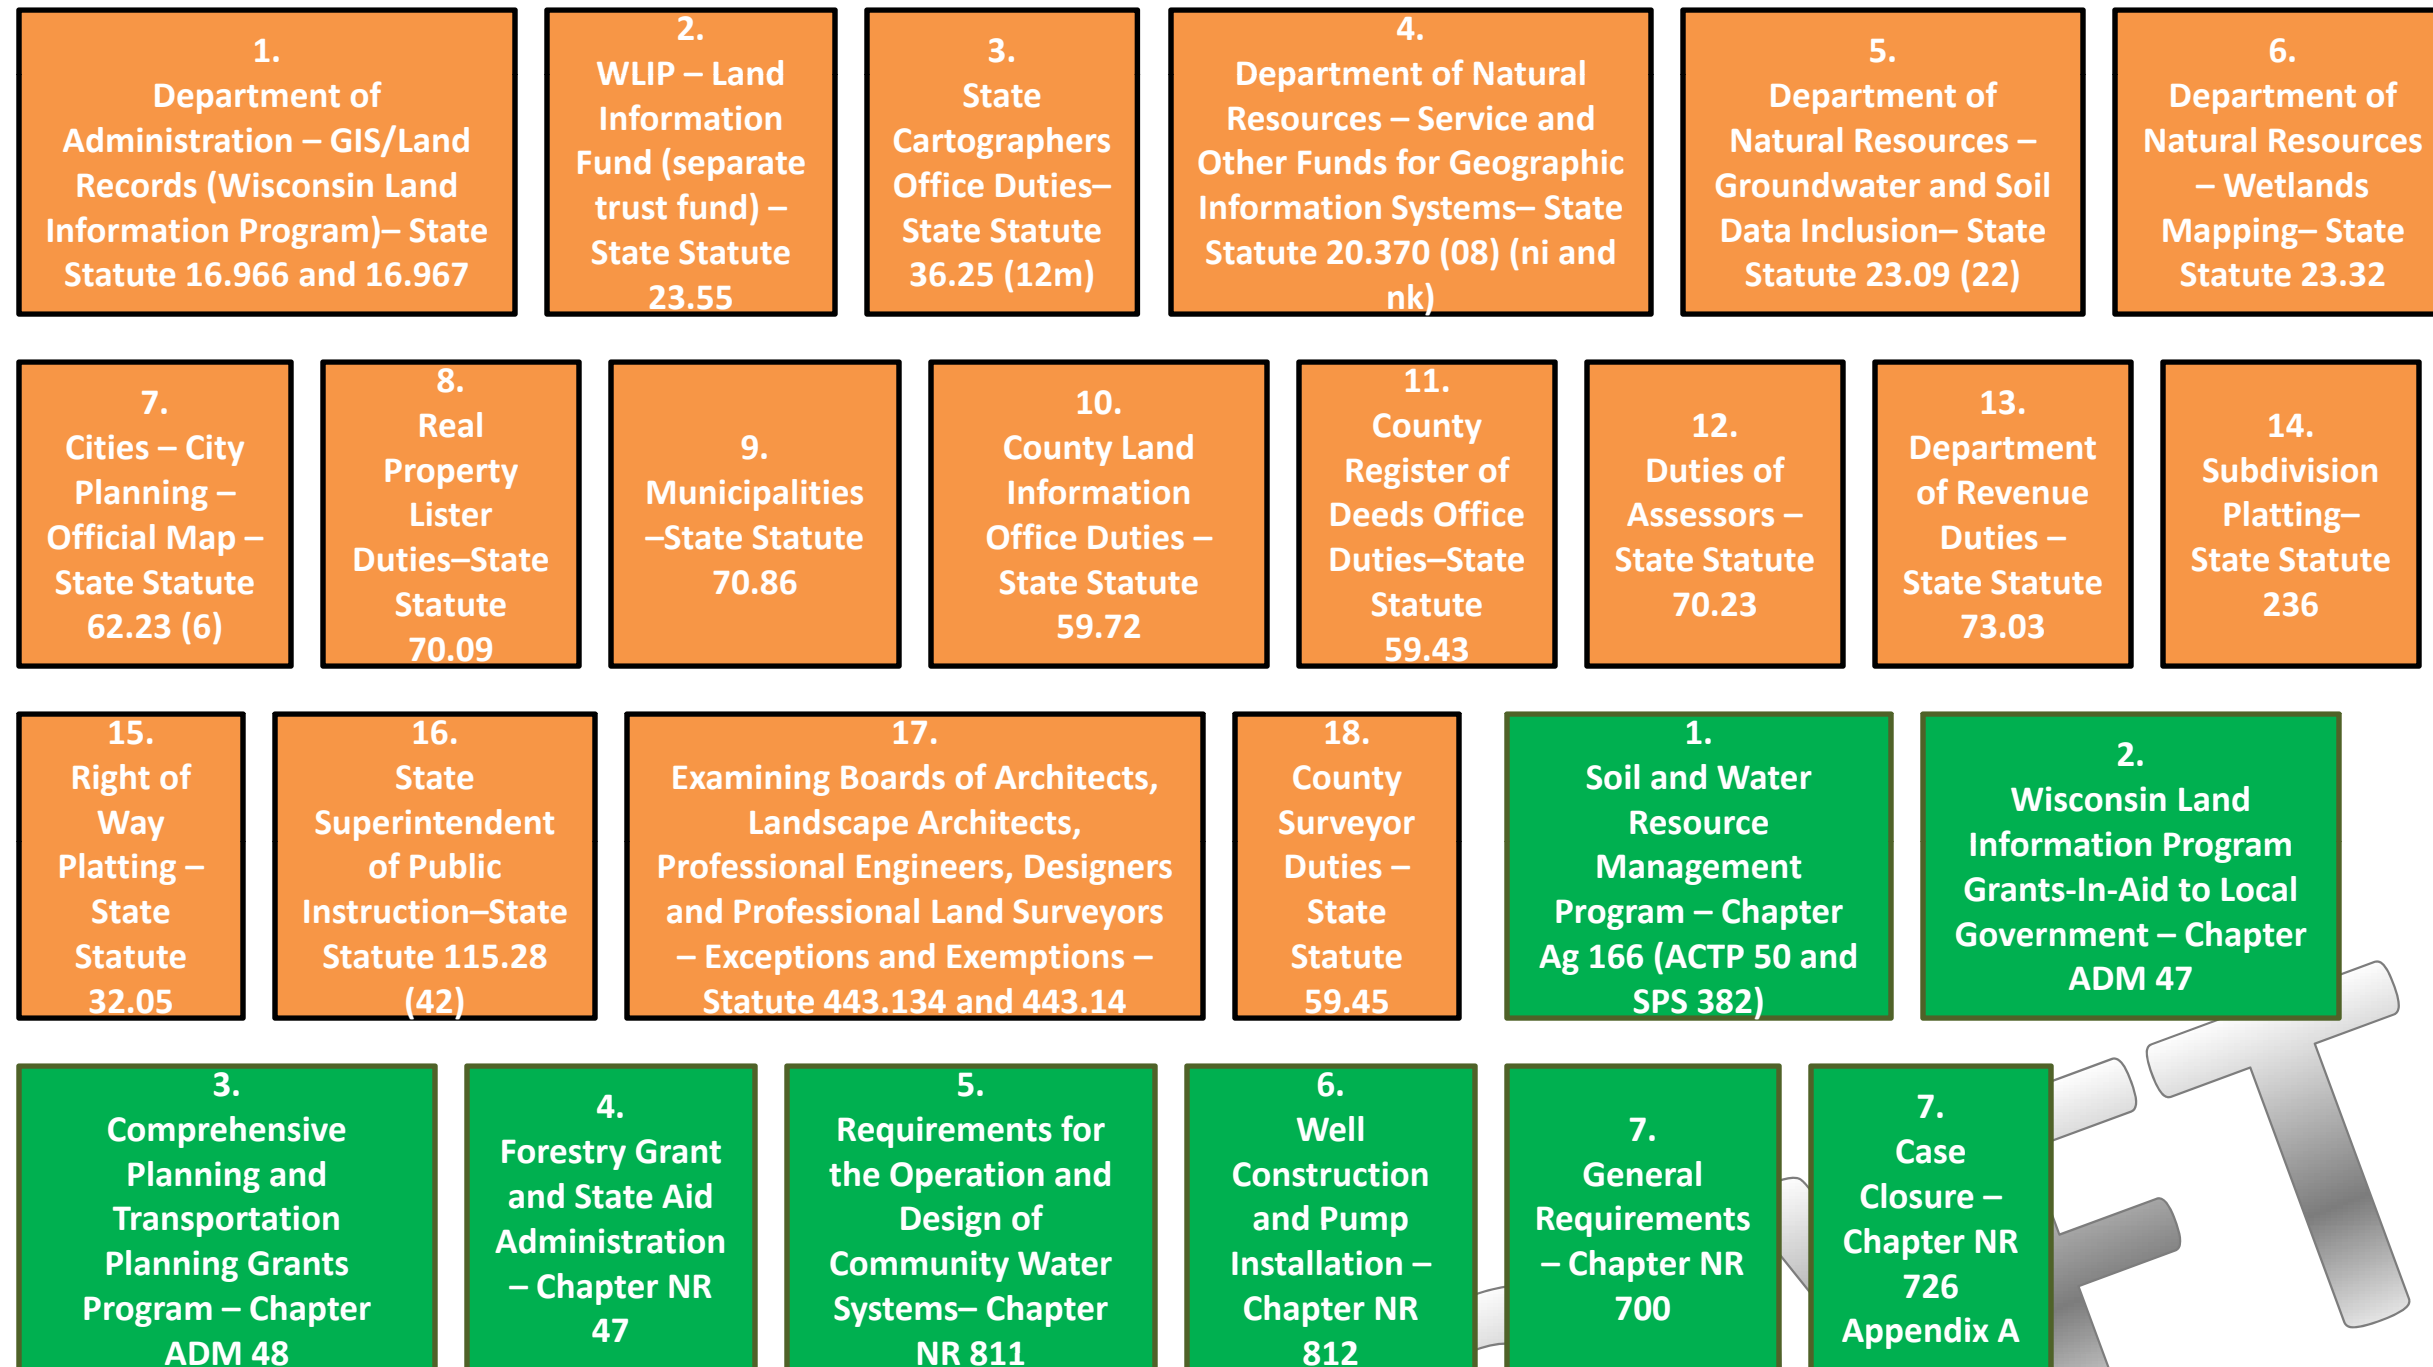 1.
Department of
Administration – GIS/Land
Records (Wisconsin Land
Information Program)– State
Statute 16.966 and 16.967
2.
WLIP – Land
Information
Fund (separate
trust fund) –
State Statute
23.55
3.
State
Cartographers
Office Duties–
State Statute
36.25 (12m)
4.
Department of Natural
Resources – Service and
Other Funds for Geographic
Information Systems– State
Statute 20.370 (08) (ni and
nk)
5.
Department of
Natural Resources –
Groundwater and Soil
Data Inclusion– State
Statute 23.09 (22)
6.
Department of
Natural Resources
– Wetlands
Mapping– State
Statute 23.32
7.
Cities – City
Planning –
Official Map –
State Statute
62.23 (6)
8.
Real
Property
Lister
Duties–State
Statute
70.09
9.
Municipalities
–State Statute
70.86
10.
County Land
Information
Office Duties –
State Statute
59.72
11.
County
Register of
Deeds Office
Duties–State
Statute
59.43
12.
Duties of
Assessors –
State Statute
70.23
13.
Department
of Revenue
Duties –
State Statute
73.03
14.
Subdivision
Platting–
State Statute
236
15.
Right of
Way
Platting –
State
Statute
32.05
16.
State
Superintendent
of Public
Instruction–State
Statute 115.28
(42)
17.
Examining Boards of Architects,
Landscape Architects,
Professional Engineers, Designers
and Professional Land Surveyors
– Exceptions and Exemptions –
Statute 443.134 and 443.14
18.
County
Surveyor
Duties –
State
Statute
59.45
1.
Soil and Water
Resource
Management
Program – Chapter
Ag 166 (ACTP 50 and
SPS 382)
2.
Wisconsin Land
Information Program
Grants-In-Aid to Local
Government – Chapter
ADM 47
3.
Comprehensive
Planning and
Transportation
Planning Grants
Program – Chapter
ADM 48
4.
Forestry Grant
and State Aid
Administration
– Chapter NR
47
5.
Requirements for
the Operation and
Design of
Community Water
Systems– Chapter
NR 811
6.
Well
Construction
and Pump
Installation –
Chapter NR
812
7.
General
Requirements
– Chapter NR
700
7.
Case
Closure –
Chapter NR
726
Appendix A